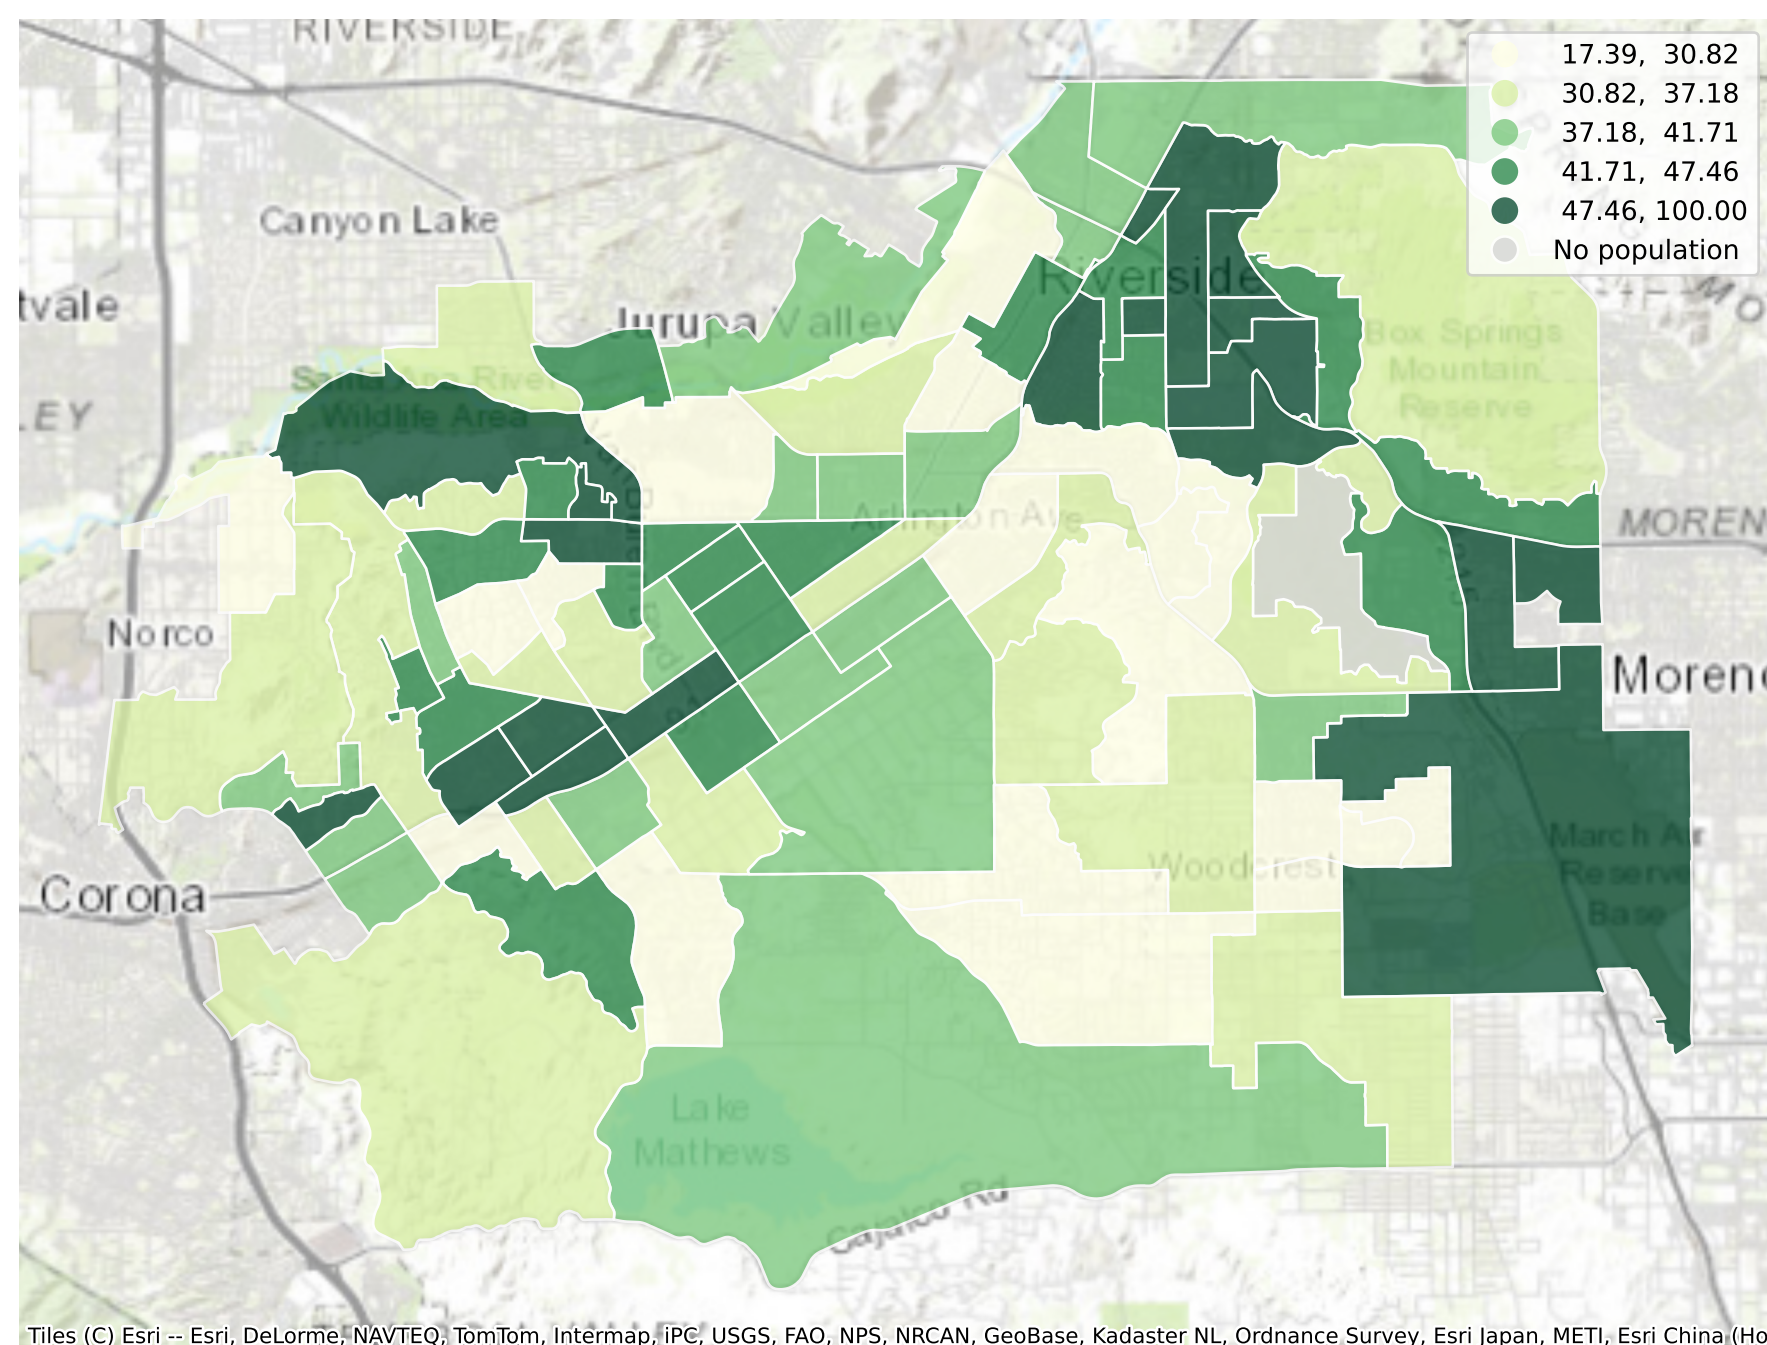 RIVERSIDE
17.39, 30.82
30.82, 37.18
37.18, 41.71
41.71, 47.46
47.46, 100.00
No population
Canyon Lake
Riverside
MO
tvale
Jurupa Valley
Box Springs
Mountain
Reserve
Santa Ana River
Wildlife Area
LEY
Arlington Ave
MOREN
Norco
Moreno
91
March Air
Reserve
Base
Woodcrest
Corona
Lake
Mathews
Cajalco Rd
Tiles (C) Esri -- Esri, DeLorme, NAVTEQ, TomTom, Intermap, iPC, USGS, FAO, NPS, NRCAN, GeoBase, Kadaster NL, Ordnance Survey, Esri Japan, METI, Esri China (Ho